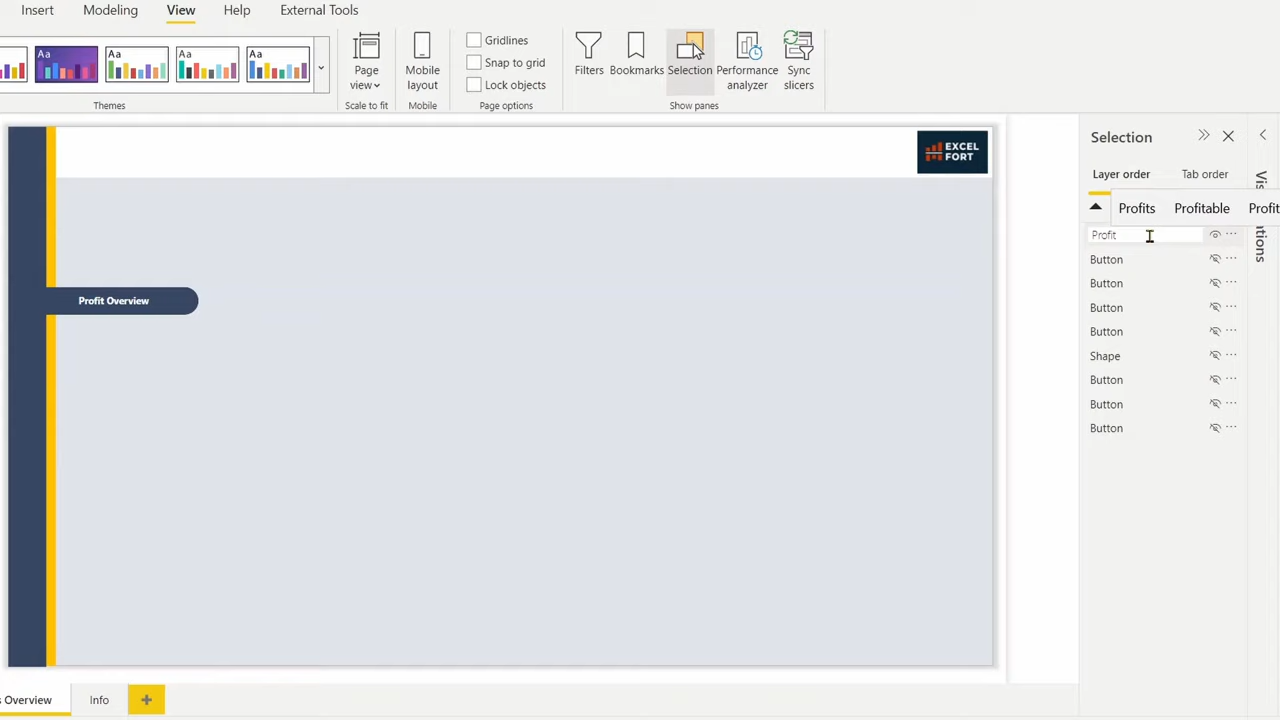 Insert
Modeling
View
Help
External Tools
Aa
Aa
Aa
Aa
Themes
Page
view
Scale to fit
Mobile
layout
Mobile
Gridlines
Snap to grid
Lock objects
Page options
Filters
Bookmarks
Selection
Performance
analyzer
Sync
slicers
Show panes
EXCEL
FORT
Profit Overview
Selection
Layer order
Tab order
Profits
Profitable
Profit
Profit
Button
Button
Button
Button
Shape
Button
Button
Button
s Overview
Info